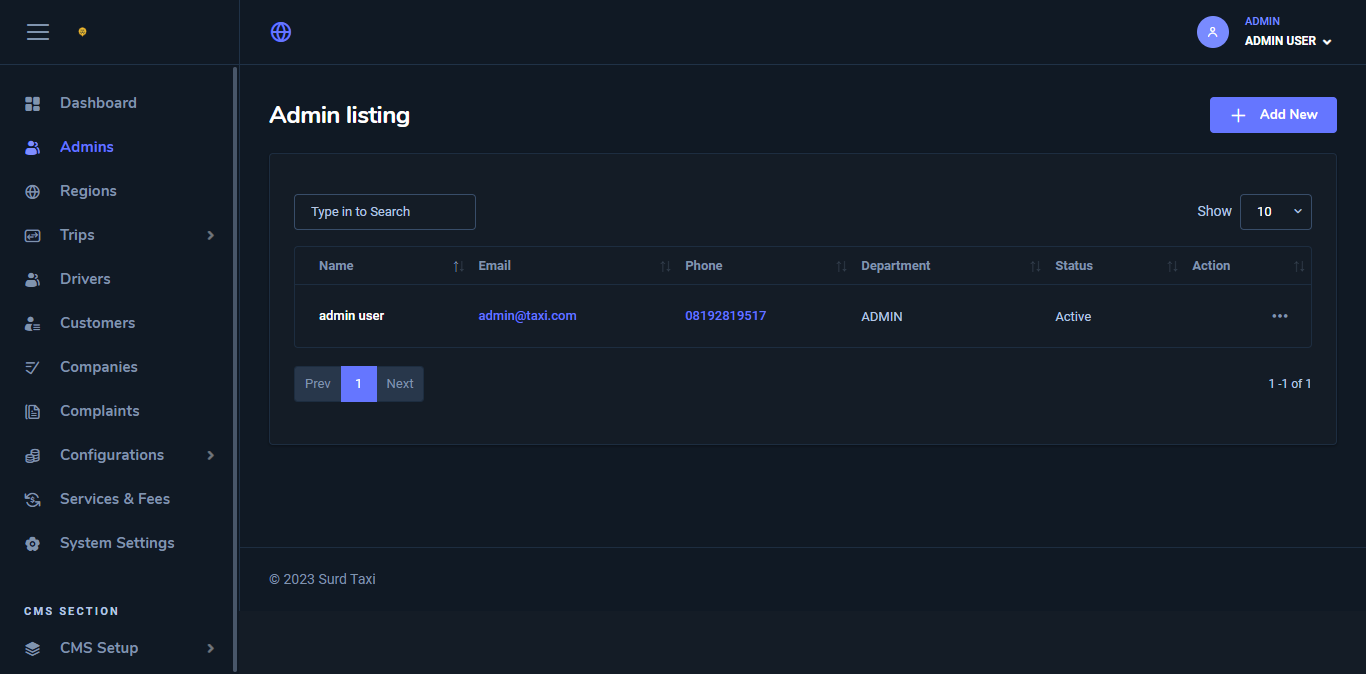 ADMIN
ADMIN USER
Dashboard
Admins
Regions
Trips
Drivers
Customers
Companies
Complaints
Configurations
Services & Fees
System Settings
CMS SECTION
CMS Setup
Admin listing
Add New
Type in to Search
Show 10
Name Email Phone Department Status Action
admin user admin@taxi.com 08192819517 ADMIN Active
Prev 1 Next
1 -1 of 1
© 2023 Surd Taxi